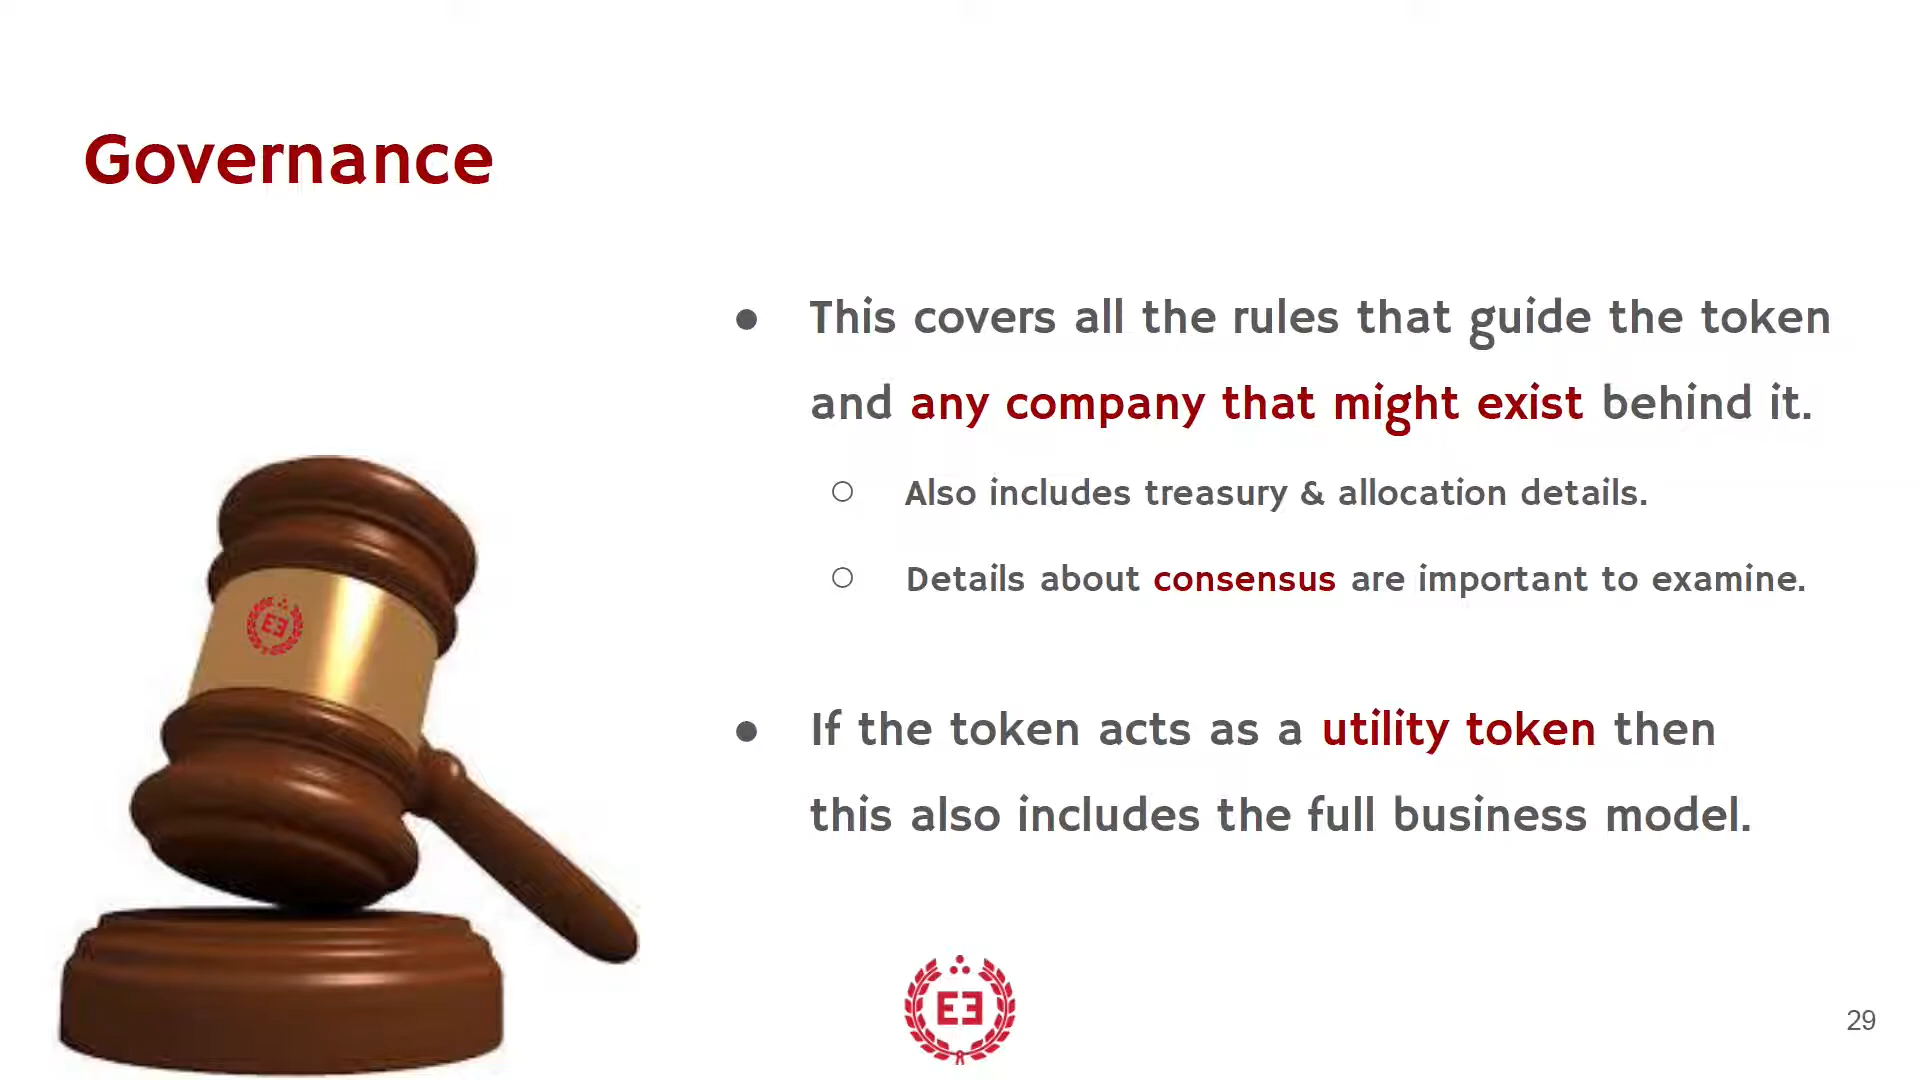 Governance
● This covers all the rules that guide the token
and any company that might exist behind it.
○ Also includes treasury & allocation details.
○ Details about consensus are important to examine.
● If the token acts as a utility token then
this also includes the full business model.
EƎ
EƎ
29